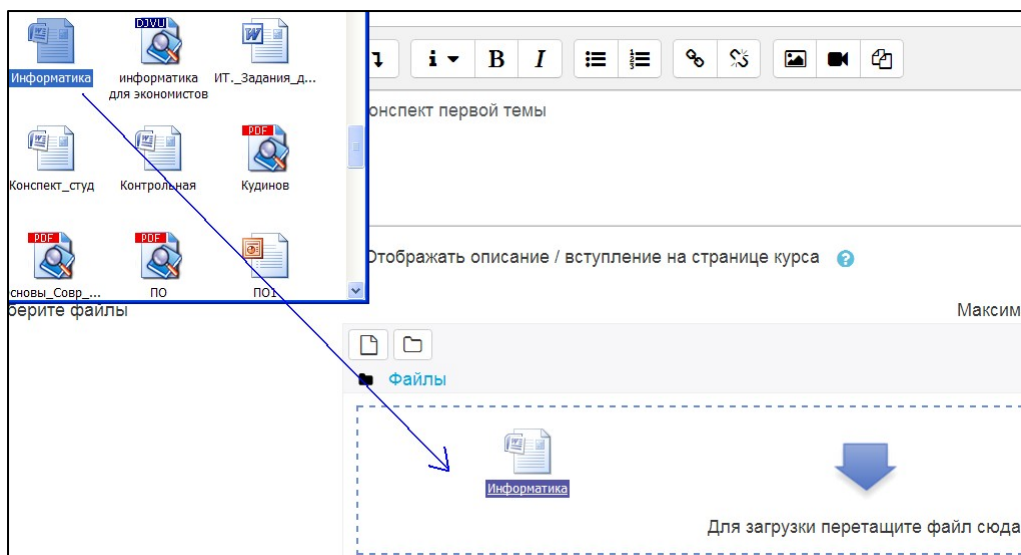 DJVU
Информатика
информатика
для экономистов
ИТ._Задания_д...
i B I
онспект первой темы
PDF
Конспект_студ
Контрольная
Кудинов
PDF
PDF
сновы_Совр_...
ПО
ПО1
Отображать описание / вступление на странице курса ?
берите файлы
Максим
Файлы
Информатика
Для загрузки перетащите файл сюда